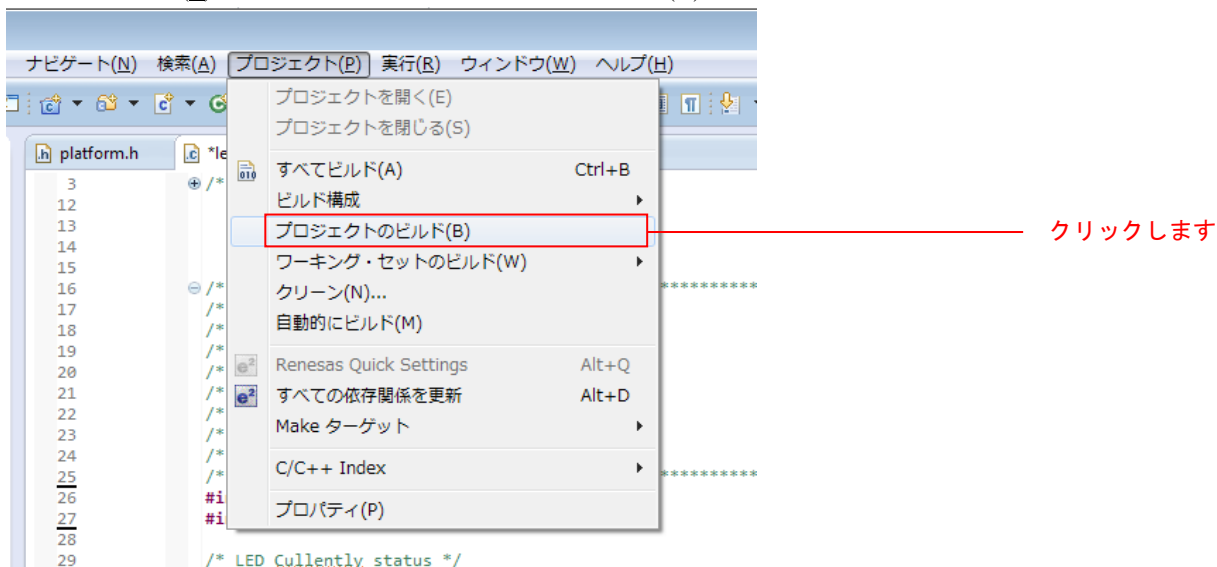 ナビゲート(N) 検索(A) プロジェクト(P) 実行(R) ウィンドウ(W) ヘルプ(H)
プロジェクトを開く(E)
プロジェクトを閉じる(S)
すべてビルド(A) Ctrl+B
ビルド構成
プロジェクトのビルド(B)
クリックします
ワーキング・セットのビルド(W)
クリーン(N)...
自動的にビルド(M)
Renesas Quick Settings Alt+Q
すべての依存関係を更新 Alt+D
Make ターゲット
C/C++ Index
プロパティ(P)
platform.h *le
3 /*
12
13
14
15
16 /* **********
17 /*
18 /*
19 /*
20 /*
21 /*
22 /*
23 /*
24 /*
25 /* **********
26 #i
27 #i
28
29 /* LED Cullently status */